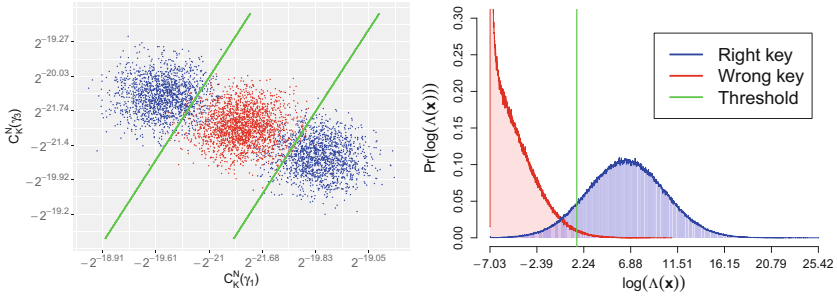 2^-19.27
2^-20.03
2^-21.74
-2^-21.4
-2^-19.92
-2^-19.2
C_K^N(γ₃)
-2^-18.91 -2^-19.61 -2^-21 2^-21.68 2^-19.83 2^-19.05
C_K^N(γ₁)
0.30
0.25
0.20
0.15
0.10
0.05
0.00
Pr(log(Λ(x)))
Right key
Wrong key
Threshold
-7.03 -2.39 2.24 6.88 11.51 16.15 20.79 25.42
log(Λ(x))